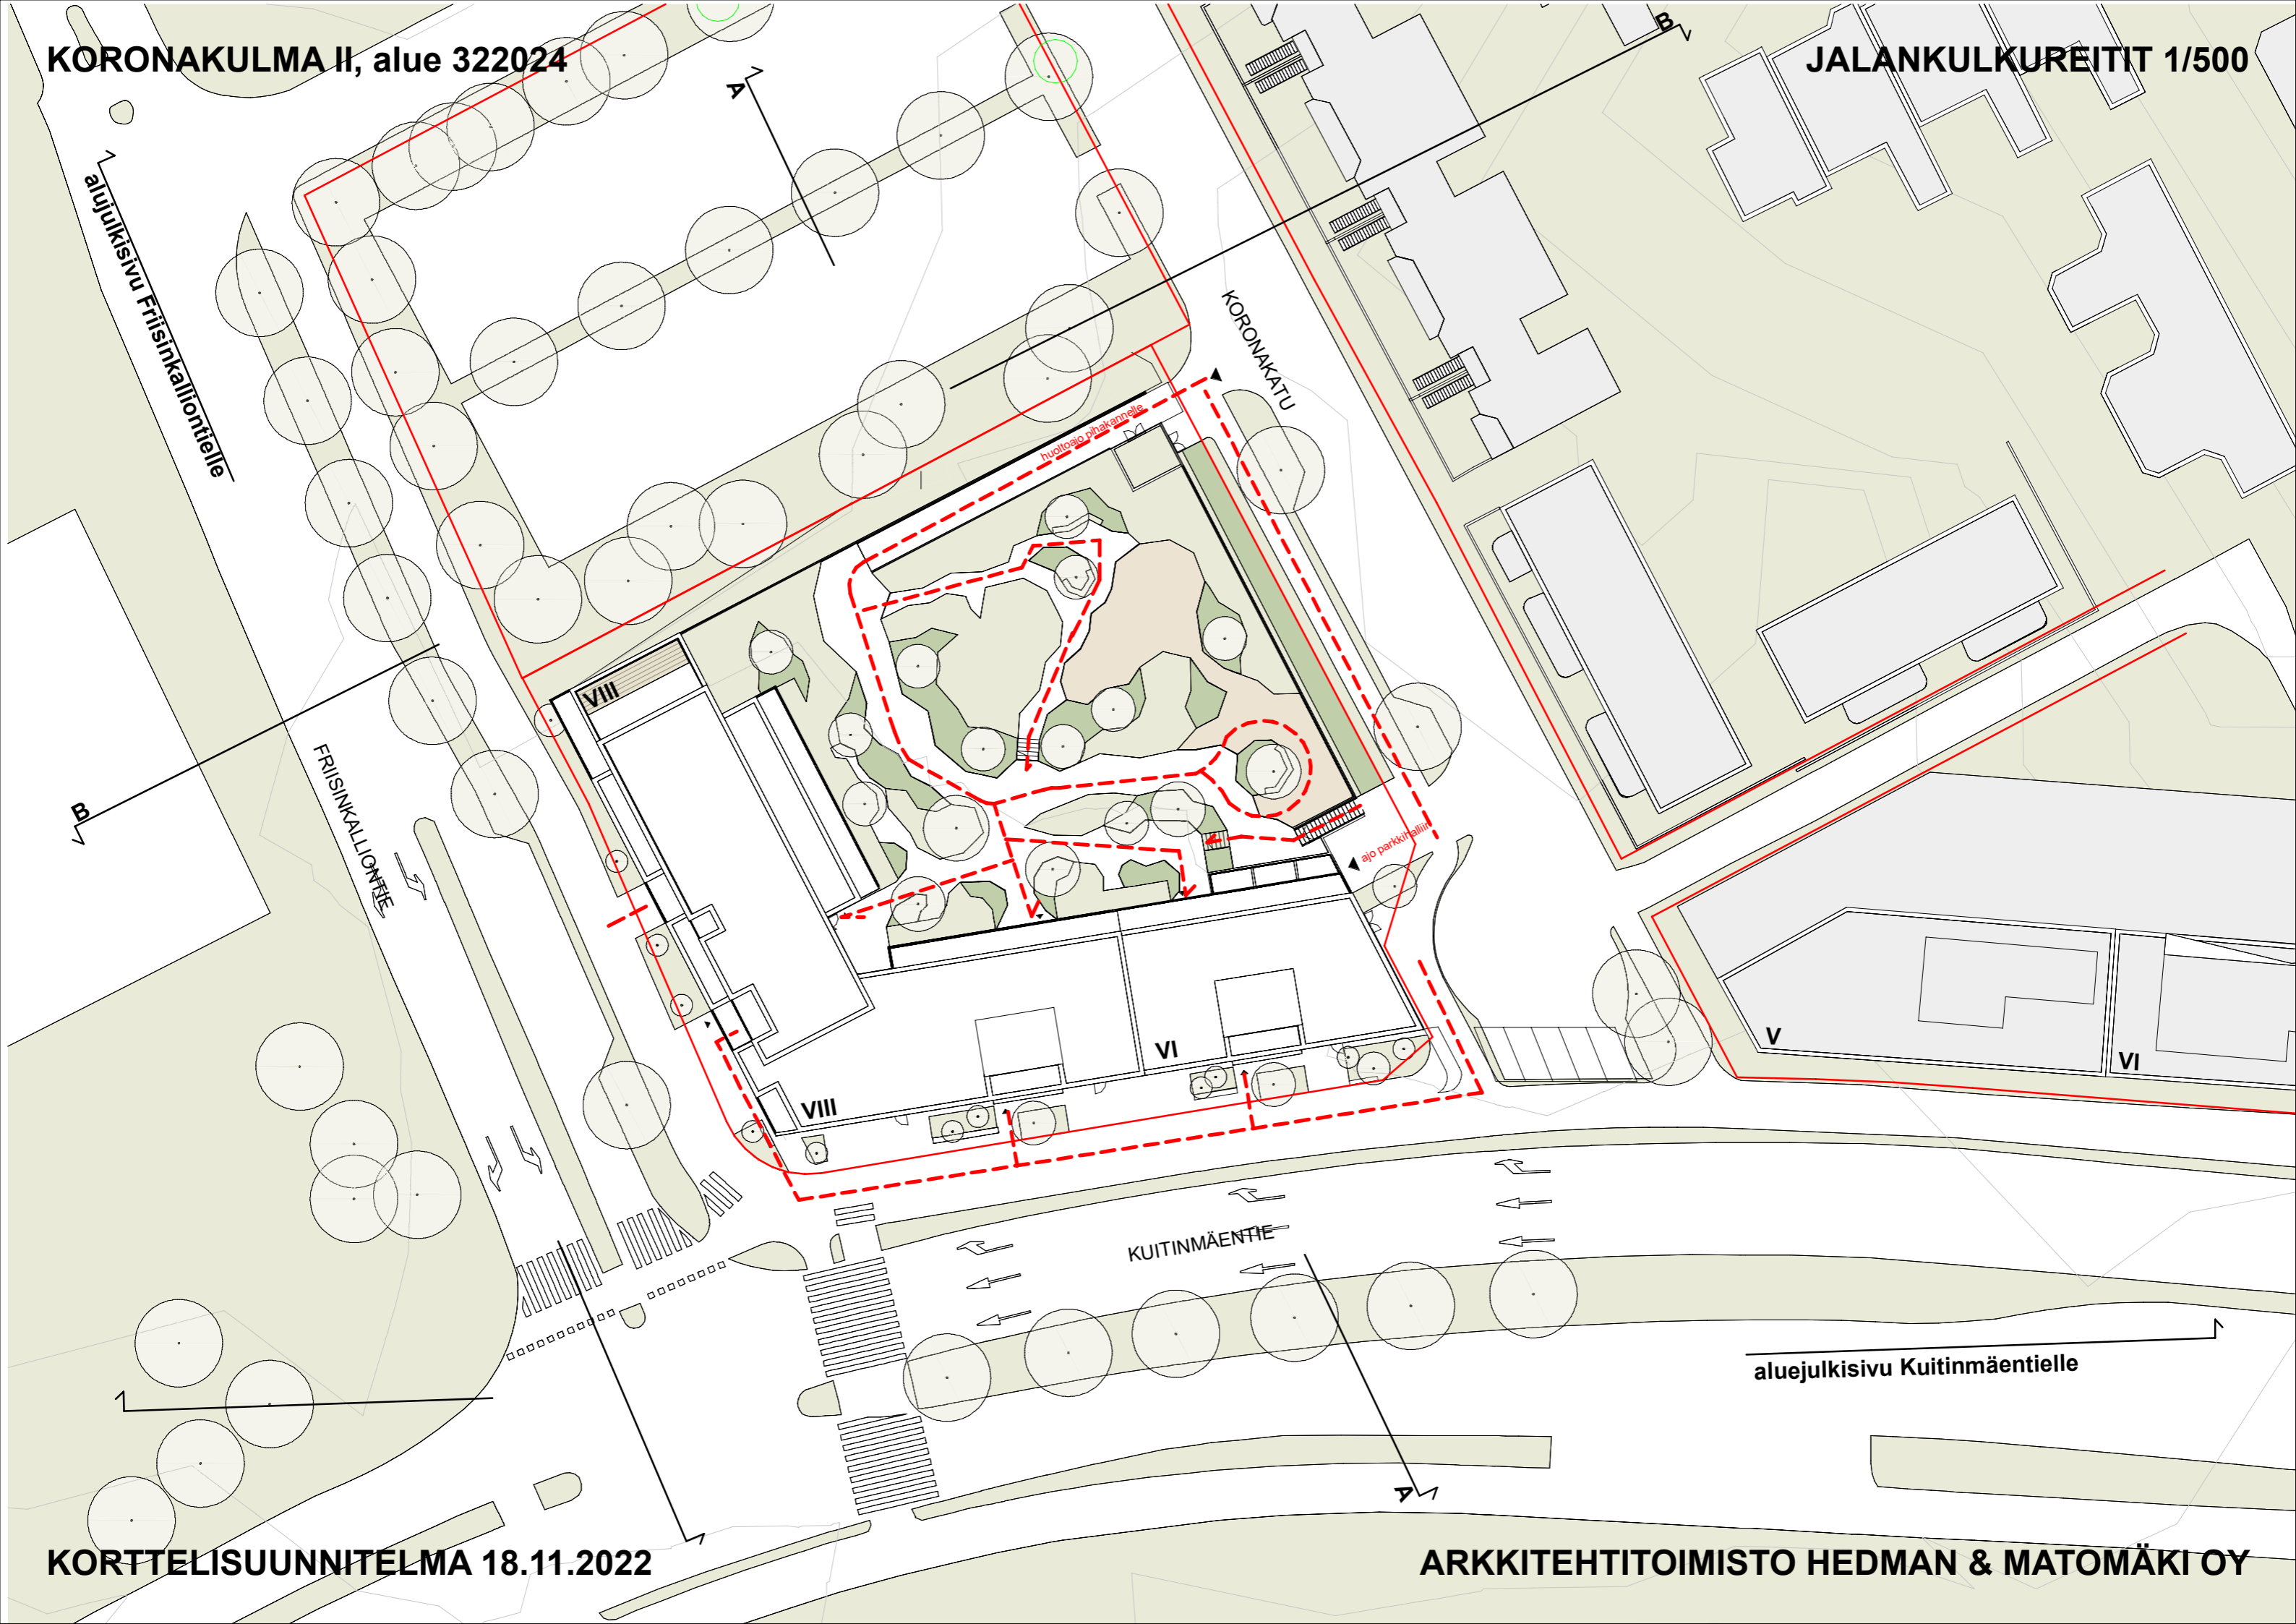 KORONAKULMA II, alue 322024
JALANKULKUREITIT 1/500
B
A
alujulkisivu Friisinkalliontielle
KORONAKATU
huoltoajo pihakannelle
VIII
FRIISINKALLIONTIE
B
ajo parkkihalliin
V
VI
VI
VIII
KUITINMÄENTIE
aluejulkisivu Kuitinmäentielle
A
KORTTELISUUNNITELMA 18.11.2022
ARKKITEHTITOIMISTO HEDMAN & MATOMÄKI OY